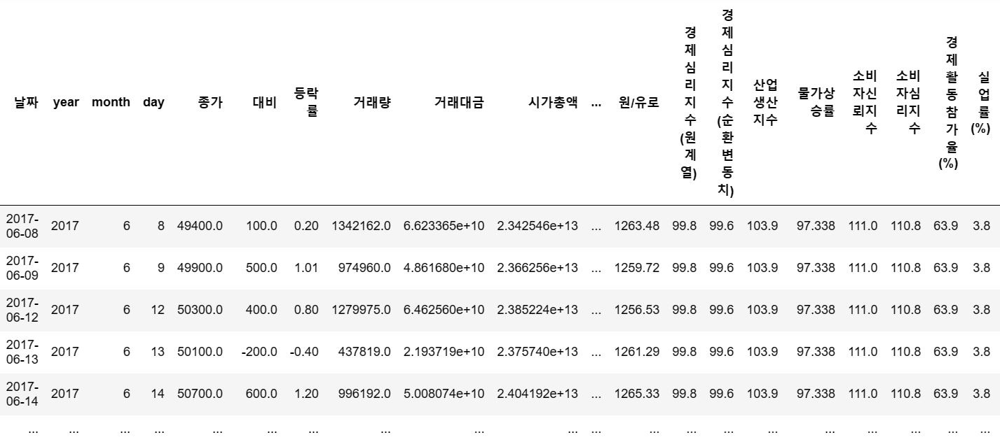 날짜 year month day 종가 대비 등락률 거래량 거래대금 시가총액 ... 원/유로 경제심리지수(원계열) 경제심리지수(순환변동치) 산업생산지수 물가상승률 소비자신뢰지수 소비자심리지수 경제활동참가율(%) 실업률(%)
2017-06-08 2017 6 8 49400.0 100.0 0.20 1342162.0 6.623365e+10 2.342546e+13 ... 1263.48 99.8 99.6 103.9 97.338 111.0 110.8 63.9 3.8
2017-06-09 2017 6 9 49900.0 500.0 1.01 974960.0 4.861680e+10 2.366256e+13 ... 1259.72 99.8 99.6 103.9 97.338 111.0 110.8 63.9 3.8
2017-06-12 2017 6 12 50300.0 400.0 0.80 1279975.0 6.462560e+10 2.385224e+13 ... 1256.53 99.8 99.6 103.9 97.338 111.0 110.8 63.9 3.8
2017-06-13 2017 6 13 50100.0 -200.0 -0.40 437819.0 2.193719e+10 2.375740e+13 ... 1261.29 99.8 99.6 103.9 97.338 111.0 110.8 63.9 3.8
2017-06-14 2017 6 14 50700.0 600.0 1.20 996192.0 5.008074e+10 2.404192e+13 ... 1265.33 99.8 99.6 103.9 97.338 111.0 110.8 63.9 3.8
... ... ... ... ... ... ... ... ... ... ... ... ... ... ... ... ... ... ... ...